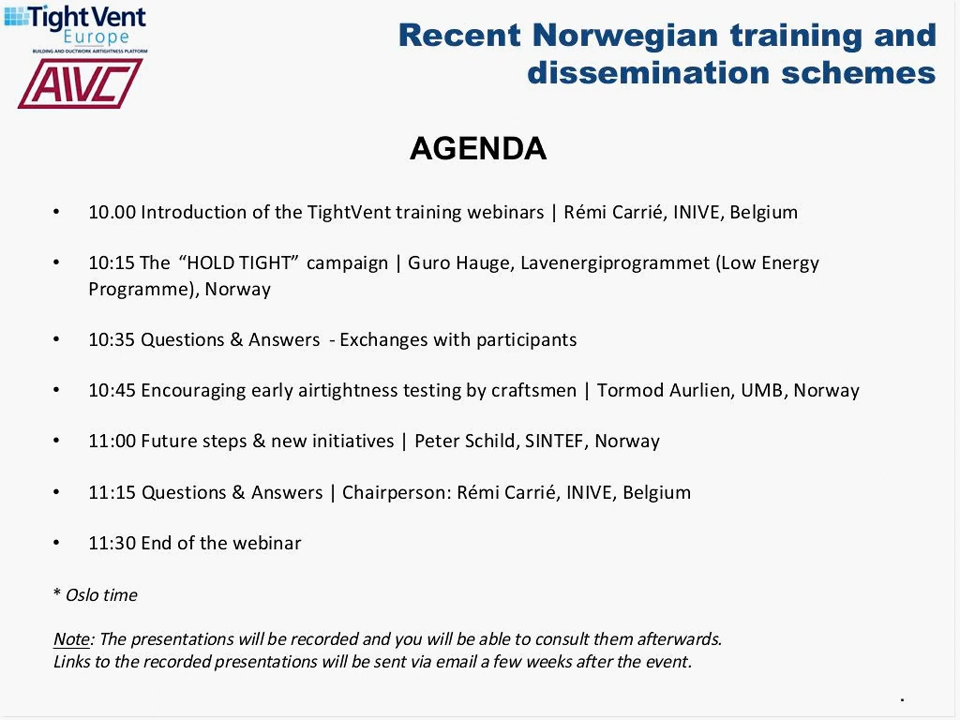 TightVent
Europe
BUILDING AND DUCTWORK AIRTIGHTNESS PLATFORM
AIVC
Recent Norwegian training and
dissemination schemes
AGENDA
• 10.00 Introduction of the TightVent training webinars | Rémi Carrié, INIVE, Belgium
• 10:15 The “HOLD TIGHT” campaign | Guro Hauge, Lavenergiprogrammet (Low Energy
Programme), Norway
• 10:35 Questions & Answers - Exchanges with participants
• 10:45 Encouraging early airtightness testing by craftsmen | Tormod Aurlien, UMB, Norway
• 11:00 Future steps & new initiatives | Peter Schild, SINTEF, Norway
• 11:15 Questions & Answers | Chairperson: Rémi Carrié, INIVE, Belgium
• 11:30 End of the webinar
* Oslo time
Note: The presentations will be recorded and you will be able to consult them afterwards.
Links to the recorded presentations will be sent via email a few weeks after the event.
.